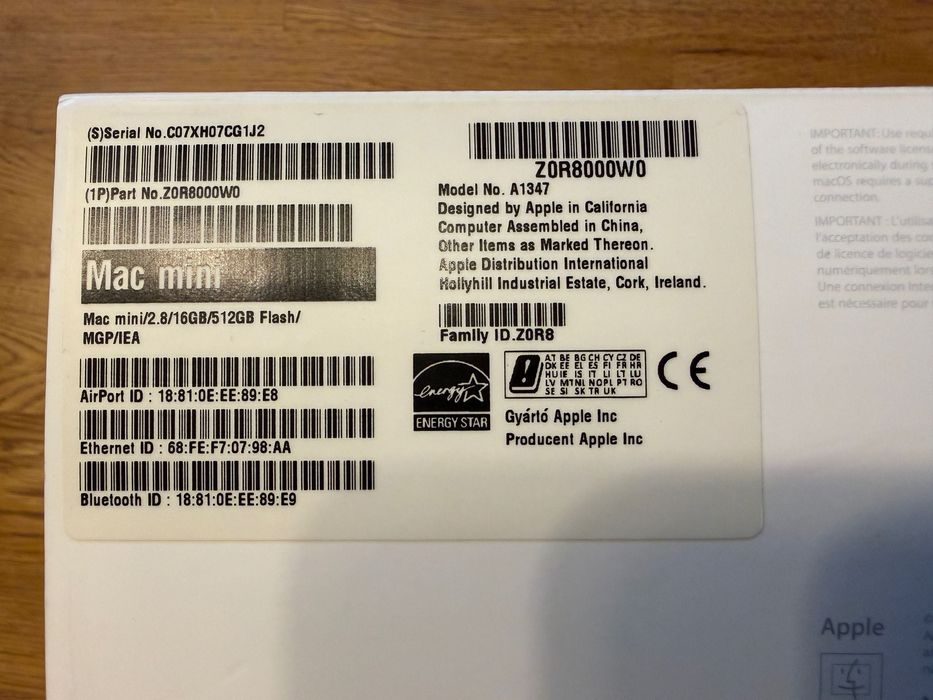 (S)Serial No.C07XH07CG1J2
(1P)Part No.Z0R8000W0
Mac mini
Mac mini/2.8/16GB/512GB Flash/
MGP/IEA
AirPort ID : 18:81:0E:EE:89:E8
Ethernet ID : 68:FE:F7:07:98:AA
Bluetooth ID : 18:81:0E:EE:89:E9
Z0R8000W0
Model No. A1347
Designed by Apple in California
Computer Assembled in China,
Other Items as Marked Thereon.
Apple Distribution International
Hollyhill Industrial Estate, Cork, Ireland.
Family ID.Z0R8
energy
ENERGY STAR
AT BE BG CH CY CZ DE
DK EE EL ES FI FR HR
HU IE IS IT LI LT LU
LV MT NL NO PL PT RO
SE SI SK TR UK
CE
Gyártó Apple Inc
Producent Apple Inc
IMPORTANT: Use
of the software
electronically during
macOS requires a
connection.
IMPORTANT : L'utilisa
l'acceptation des
de licence de logiciel
numériquement lors
Une connexion
est nécessaire pour
Apple